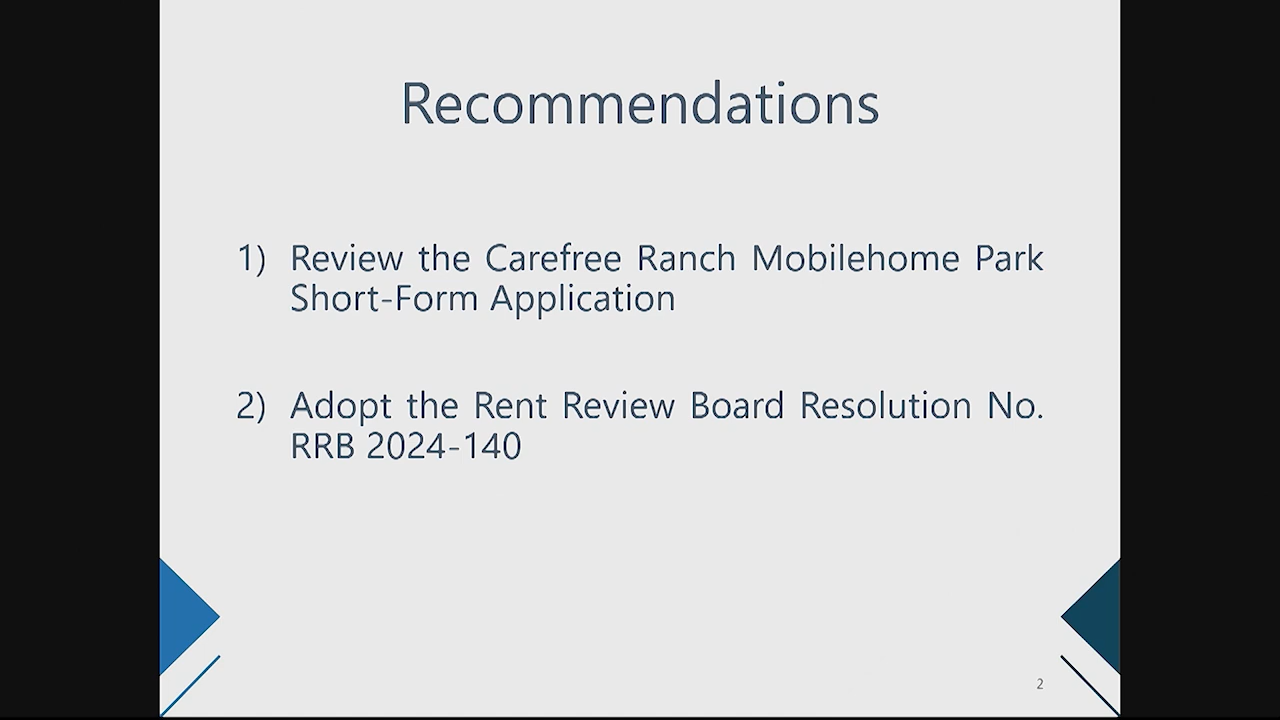 Recommendations
1) Review the Carefree Ranch Mobilehome Park
Short-Form Application
2) Adopt the Rent Review Board Resolution No.
RRB 2024-140
2